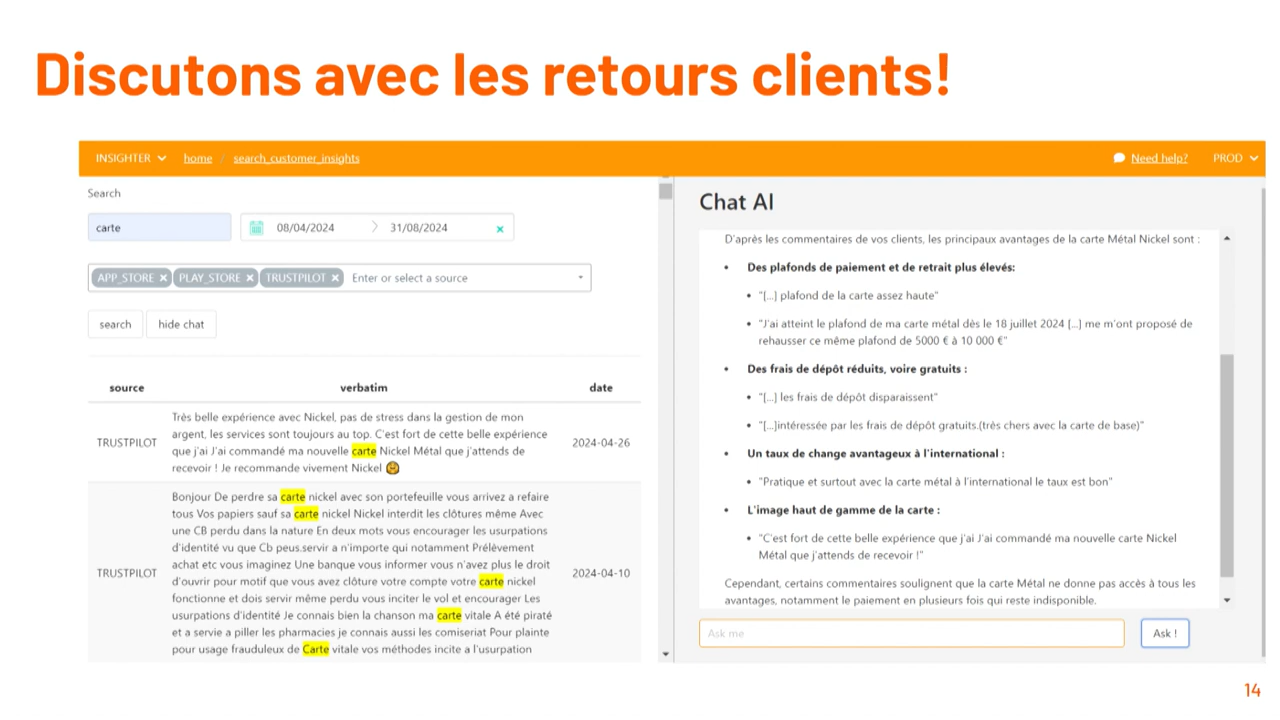 Discutons avec les retours clients!
INSIGHTER
home / search_customer_insights
Need help?
PROD
Search
carte
08/04/2024
31/08/2024
APP_STORE
PLAY_STORE
TRUSTPILOT
Enter or select a source
search
hide chat
source
verbatim
date
TRUSTPILOT
Très belle expérience avec Nickel, pas de stress dans la gestion de mon
argent, les services sont toujours au top. C'est fort de cette belle expérience
que j'ai J'ai commandé ma nouvelle carte Nickel Métal que j'attends de
recevoir ! Je recommande vivement Nickel 😊
2024-04-26
TRUSTPILOT
Bonjour De perdre sa carte nickel avec son portefeuille vous arrivez a refaire
tous Vos papiers sauf sa carte nickel Nickel interdit les clôtures même Avec
une CB perdu dans la nature En deux mots vous encourager les usurpations
d'identité vu que Cb peus.servir a n'importe qui notamment Prélèvement
achat etc vous imaginez Une banque vous informer vous n'avez plus le droit
d'ouvrir pour motif que vous avez clôture votre compte votre carte nickel
fonctionne et dois servir même perdu vous inciter le vol et encourager Les
usurpations d'identité Je connais bien la chanson ma carte vitale A été piraté
et a servie a piller les pharmacies je connais aussi les comiseriat Pour plainte
pour usage frauduleux de Carte vitale vos méthodes incite a l'usurpation
2024-04-10
Chat AI
D'après les commentaires de vos clients, les principaux avantages de la carte Métal Nickel sont :
• Des plafonds de paiement et de retrait plus élevés:
• "[...] plafond de la carte assez haute"
• "J'ai atteint le plafond de ma carte métal dès le 18 juillet 2024 [...] me m'ont proposé de
rehausser ce même plafond de 5000 € à 10 000 €"
• Des frais de dépôt réduits, voire gratuits :
• "[...] les frais de dépôt disparaissent"
• "[...]intéressée par les frais de dépôt gratuits.(très chers avec la carte de base)"
• Un taux de change avantageux à l'international :
• "Pratique et surtout avec la carte métal à l'international le taux est bon"
• L'image haut de gamme de la carte :
• "C'est fort de cette belle expérience que j'ai J'ai commandé ma nouvelle carte Nickel
Métal que j'attends de recevoir !"
Cependant, certains commentaires soulignent que la carte Métal ne donne pas accès à tous les
avantages, notamment le paiement en plusieurs fois qui reste indisponible.
Ask me
Ask !
14